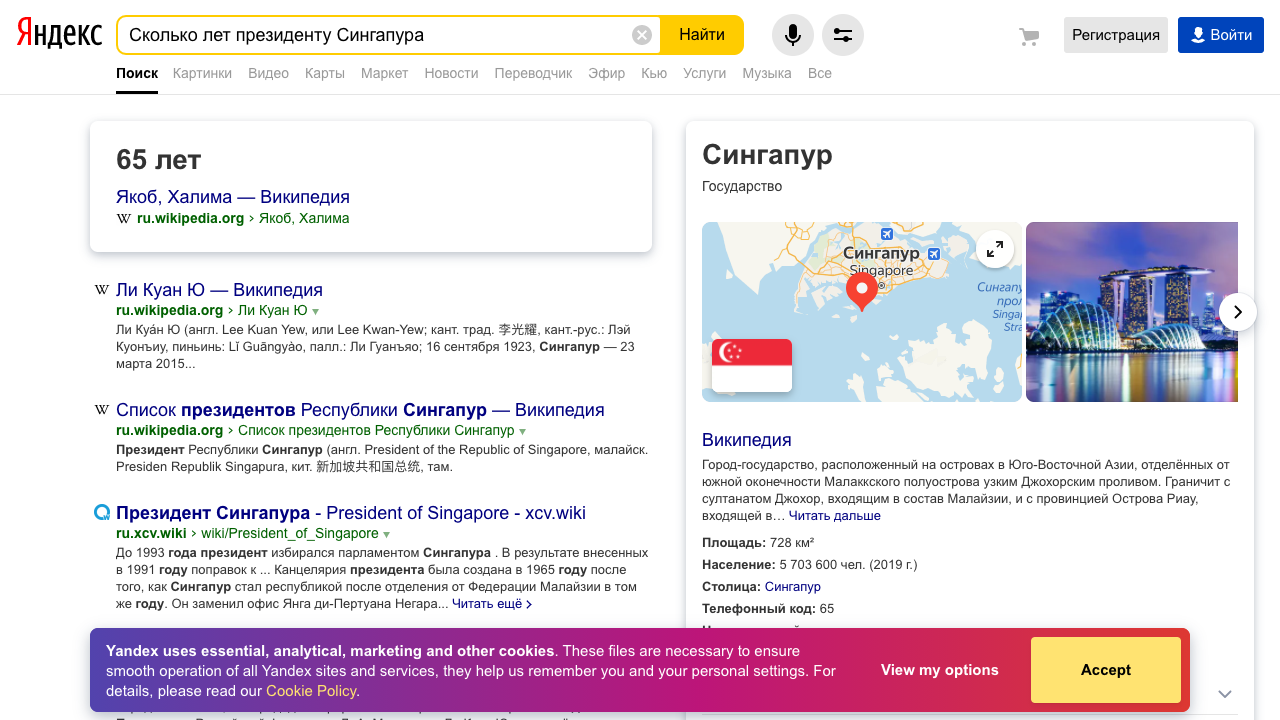 Яндекс
Сколько лет президенту Сингапура
Найти
Регистрация
Войти
Поиск Картинки Видео Карты Маркет Новости Переводчик Эфир Кью Услуги Музыка Все
65 лет
Якоб, Халима — Википедия
W ru.wikipedia.org › Якоб, Халима
W Ли Куан Ю — Википедия
ru.wikipedia.org › Ли Куан Ю
Ли Куа́н Ю (англ. Lee Kuan Yew, или Lee Kwan-Yew; кант. трад. 李光耀, кант.-рус.: Лэй
Куонъиу, пиньинь: Lǐ Guāngyào, палл.: Ли Гуанъяо; 16 сентября 1923, Сингапур — 23
марта 2015...
W Список президентов Республики Сингапур — Википедия
ru.wikipedia.org › Список президентов Республики Сингапур
Президент Республики Сингапур (англ. President of the Republic of Singapore, малайск.
Presiden Republik Singapura, кит. 新加坡共和国总统, там.
Президент Сингапура - President of Singapore - xcv.wiki
ru.xcv.wiki › wiki/President_of_Singapore
До 1993 года президент избирался парламентом Сингапура . В результате внесенных
в 1991 году поправок к ... Канцелярия президента была создана в 1965 году после
того, как Сингапур стал республикой после отделения от Федерации Малайзии в том
же году. Он заменил офис Янга ди-Пертуана Негара... Читать ещё ›
Сингапур
Государство
Сингапур
Singapore
Википедия
Город-государство, расположенный на островах в Юго-Восточной Азии, отделённых от
южной оконечности Малаккского полуострова узким Джохорским проливом. Граничит с
султанатом Джохор, входящим в состав Малайзии, и с провинцией Острова Риау,
входящей в… Читать дальше
Площадь: 728 км²
Население: 5 703 600 чел. (2019 г.)
Столица: Сингапур
Телефонный код: 65
Yandex uses essential, analytical, marketing and other cookies. These files are necessary to ensure
smooth operation of all Yandex sites and services, they help us remember you and your personal settings. For
details, please read our Cookie Policy.
View my options
Accept